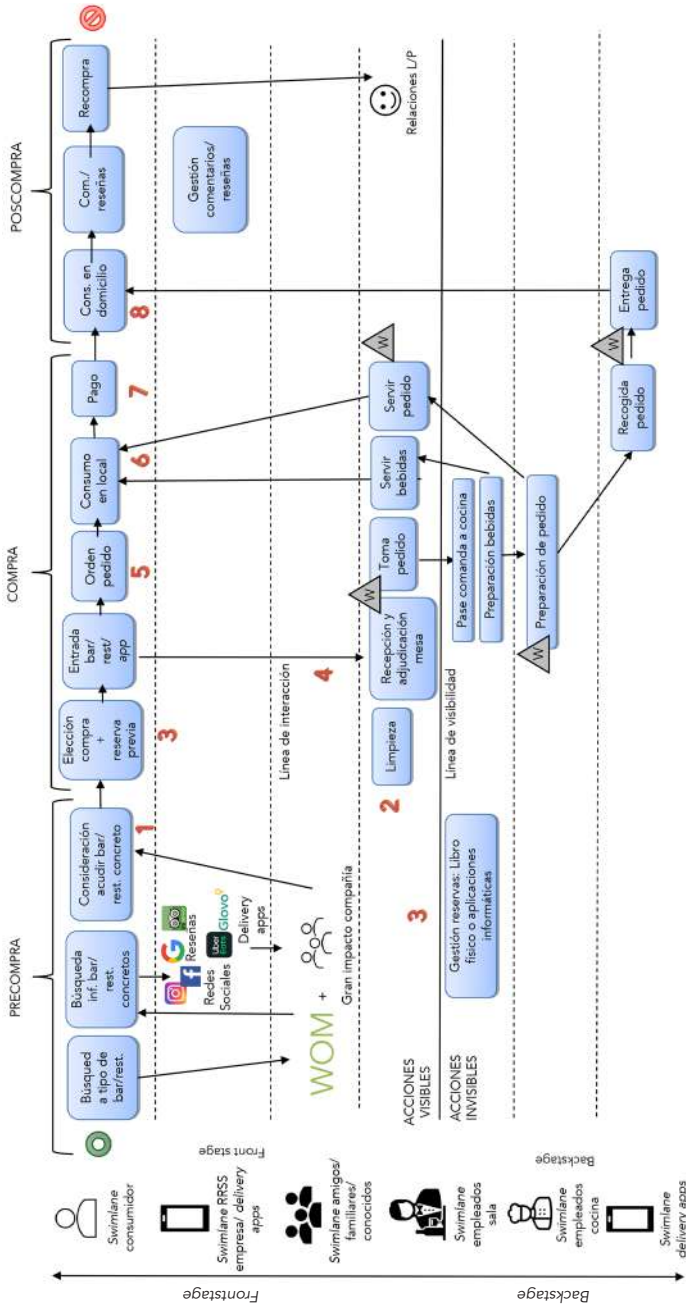 PRECOMPRA
COMPRA
POSCOMPRA
Swimlane
consumidor
Búsqued
a tipo de
bar/rest.
Búsqueda
inf. bar/
rest.
concretos
Consideración
acudir bar/
rest. concreto
1
Elección
compra
+
reserva
previa
3
Entrada
bar/
rest/
app
Orden
pedido
5
Consumo
en local
6
Pago
7
Cons. en
domicilio
8
Com./
reseñas
Recompra
Frontstage
Front stage
Swimlane RRSS
empresa/ delivery
apps
Redes
Sociales
Reseñas
Uber
Eats
Glovo
Delivery
apps
Gestión
comentarios/
reseñas
Línea de interacción
Swimlane amigos/
familiares/
conocidos
WOM +
Gran impacto compañía
4
Swimlane
empleados
sala
ACCIONES
VISIBLES
2
Limpieza
Recepción y
adjudicación
mesa
W
Toma
pedido
Servir
bebidas
Servir
pedido
W
Relaciones L/P
3
Línea de visibilidad
ACCIONES
INVISIBLES
Gestión reservas: Libro
físico o aplicaciones
informáticas
Pase comanda a cocina
Preparación bebidas
Backstage
Backstage
Swimlane
empleados
cocina
W
Preparación de pedido
Swimlane
delivery apps
Recogida
pedido
W
Entrega
pedido